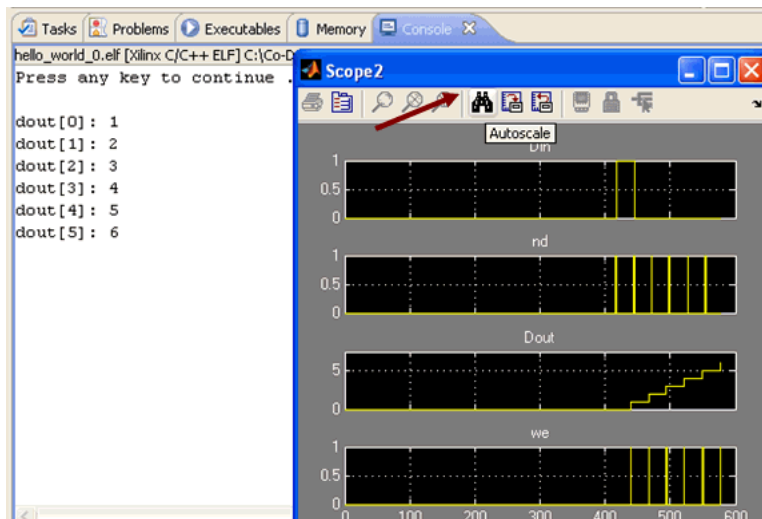 Tasks Problems Executables Memory Console
hello_world_0.elf [Xilinx C/C++ ELF] C:\Co-D
Press any key to continue .
dout[0]: 1
dout[1]: 2
dout[2]: 3
dout[3]: 4
dout[4]: 5
dout[5]: 6
Scope2
Autoscale
Din
1
0.5
0
nd
1
0.5
0
Dout
5
0
we
1
0.5
0
0 100 200 300 400 500 600